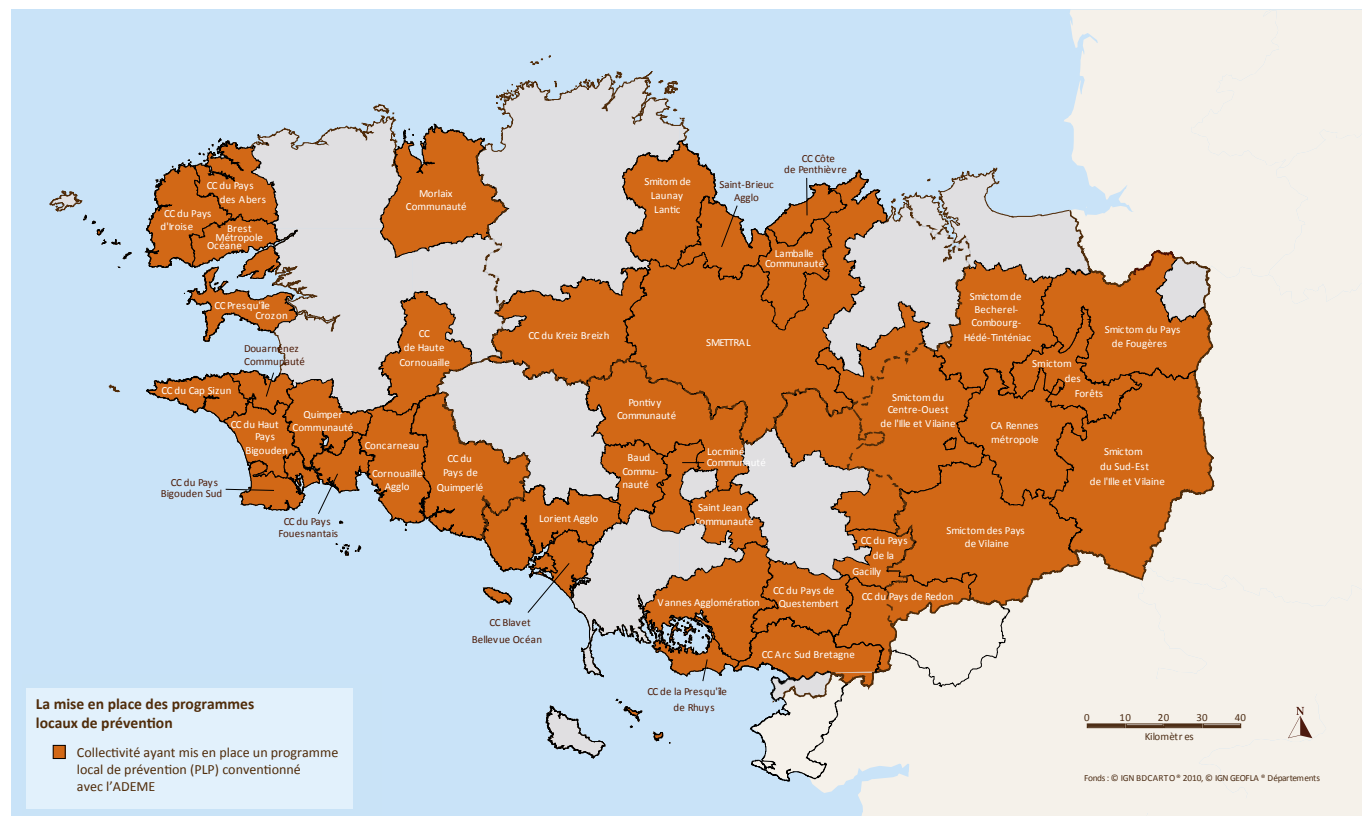 CC Côte
de Penthièvre
Smitom de
Launay
Lantic
Saint-Brieuc
Agglo
CC du Pays
des Abers
Morlaix
Communauté
CC du Pays
d'Iroise
Brest
Métropole
Océane
Lamballe
Communauté
CC Presqu'île
Crozon
CC
de Haute
Cornouaille
CC du Kreiz Breizh
SMETTRAL
Smictom de
Becherel-
Combourg-
Hédé-Tinténiac
Smictom du Pays
de Fougères
Douarnenez
Communauté
Smictom
des
Forêts
CC du Cap Sizun
Quimper
Communauté
Pontivy
Communauté
Smictom du
Centre-Ouest
de l'Ille et Vilaine
CA Rennes
métropole
CC du Haut
Pays
Bigouden
Concarneau
Cornouaille
Agglo
CC du
Pays de
Quimperlé
Baud
Commu-
nauté
Locminé
Communauté
Smictom
du Sud-Est
de l'Ille et Vilaine
CC du Pays
Bigouden Sud
CC du Pays
Fouesnantais
Lorient Agglo
Saint Jean
Communauté
Smictom des Pays
de Vilaine
CC du Pays
de la
Gacilly
CC Blavet
Bellevue Océan
Vannes Agglomération
CC du Pays de
Questembert
CC du Pays de Redon
CC Arc Sud Bretagne
CC de la Presqu'île
de Rhuys
La mise en place des programmes
locaux de prévention
Collectivité ayant mis en place un programme
local de prévention (PLP) conventionné
avec l'ADEME
0 10 20 30 40
Kilomètres
N
Fonds : © IGN BDCARTO ® 2010, © IGN GEOFLA ® Départements